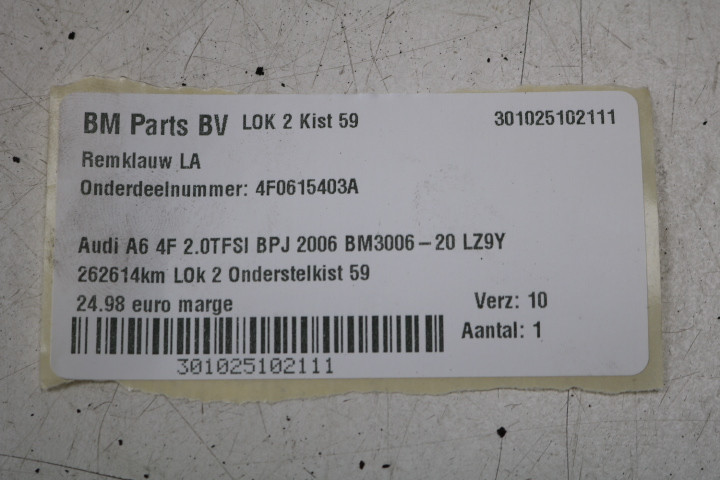 BM Parts BV LOK 2 Kist 59 301025102111
Remklauw LA
Onderdeelnummer: 4F0615403A
Audi A6 4F 2.0TFSI BPJ 2006 BM3006-20 LZ9Y
262614km LOk 2 Onderstelkist 59
24.98 euro marge Verz: 10
Aantal: 1
301025102111